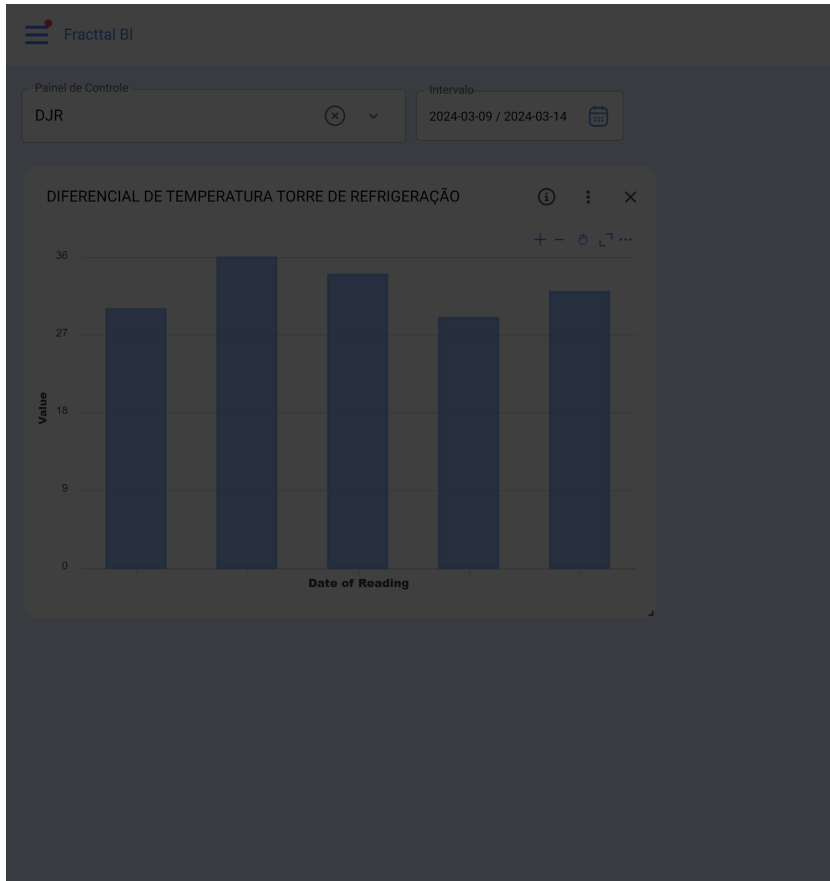 Fracttal BI
Painel de Controle
DJR
Intervalo
2024-03-09 / 2024-03-14
DIFERENCIAL DE TEMPERATURA TORRE DE REFRIGERAÇÃO
36
27
18
9
0
Value
Date of Reading